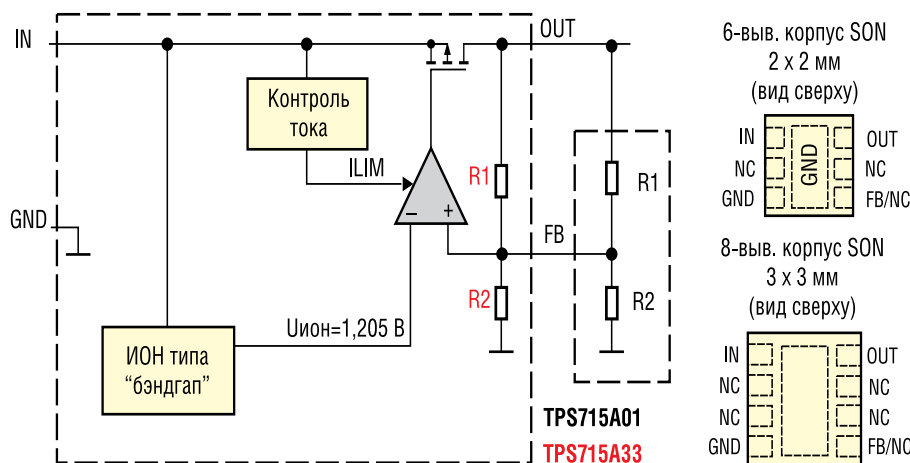 IN
OUT
Контроль
тока
ILIM
R1
R1
GND
FB
R2
R2
Uион=1,205 В
ИОН типа
“бэндгап”
TPS715A01
TPS715A33
6-выв. корпус SON
2 x 2 мм
(вид сверху)
IN
OUT
NC
GND
NC
GND
FB/NC
8-выв. корпус SON
3 x 3 мм
(вид сверху)
IN
OUT
NC
NC
NC
NC
GND
FB/NC